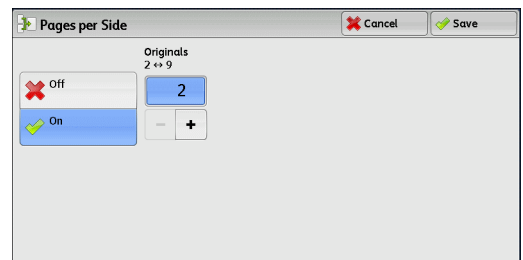 Pages per Side
Cancel
Save
Originals
2 ↔ 9
Off
2
On
− +